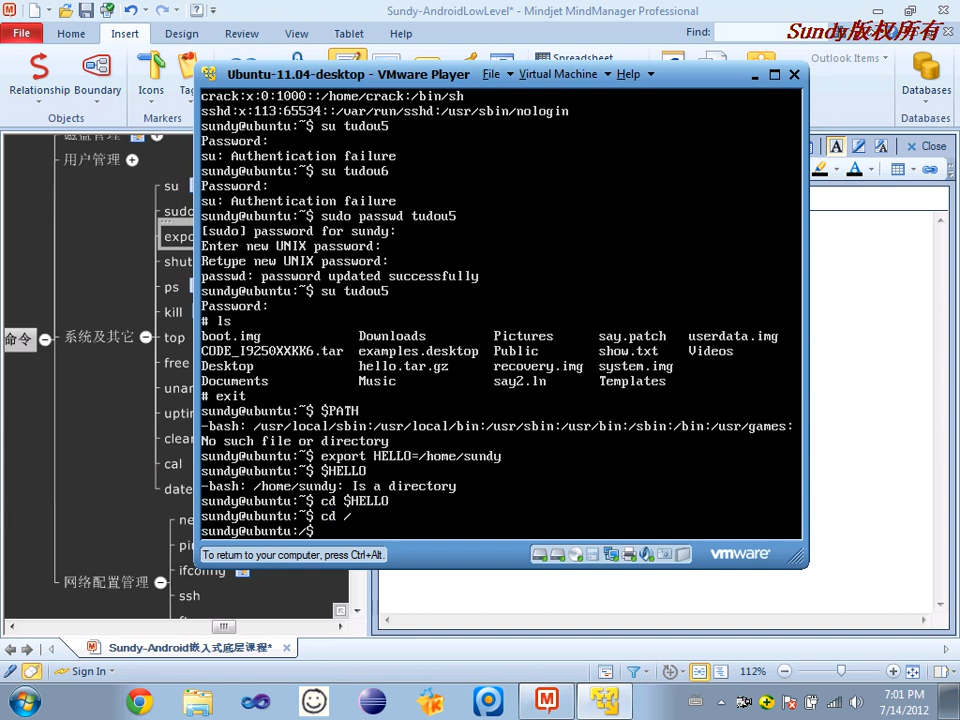 Sundy-AndroidLowLevel* - Mindjet MindManager Professional
File
Home
Insert
Design
Review
View
Tablet
Help
Find:
Sundy版权所有
Relationship
Boundary
Icons
Objects
Markers
Spreadsheet
Outlook Items
Databases
Databases
Close
Ubuntu-11.04-desktop - VMware Player
File
Virtual Machine
Help
crack:x:0:1000::/home/crack:/bin/sh
sshd:x:113:65534::/var/run/sshd:/usr/sbin/nologin
sundy@ubuntu:~$ su tudou5
Password:
su: Authentication failure
sundy@ubuntu:~$ su tudou6
Password:
su: Authentication failure
sundy@ubuntu:~$ sudo passwd tudou5
[sudo] password for sundy:
Enter new UNIX password:
Retype new UNIX password:
passwd: password updated successfully
sundy@ubuntu:~$ su tudou5
Password:
# ls
boot.img Downloads Pictures say.patch userdata.img
CODE_I9250XXKK6.tar examples.desktop Public show.txt Videos
Desktop hello.tar.gz recovery.img system.img
Documents Music say2.ln Templates
# exit
sundy@ubuntu:~$ $PATH
-bash: /usr/local/sbin:/usr/local/bin:/usr/sbin:/usr/bin:/sbin:/bin:/usr/games:
No such file or directory
sundy@ubuntu:~$ export HELLO=/home/sundy
sundy@ubuntu:~$ $HELLO
-bash: /home/sundy: Is a directory
sundy@ubuntu:~$ cd $HELLO
sundy@ubuntu:~$ cd /
sundy@ubuntu:/$
To return to your computer, press Ctrl+Alt.
vmware
用户管理
su
sudo
expo
shut
ps
kill
命令
系统及其它
top
free
unam
uptim
clear
cal
date
ne
pin
网络配置管理
ifconfig
ssh
Sundy-Android嵌入式底层课程*
Sign In
112%
7:01 PM
7/14/2012